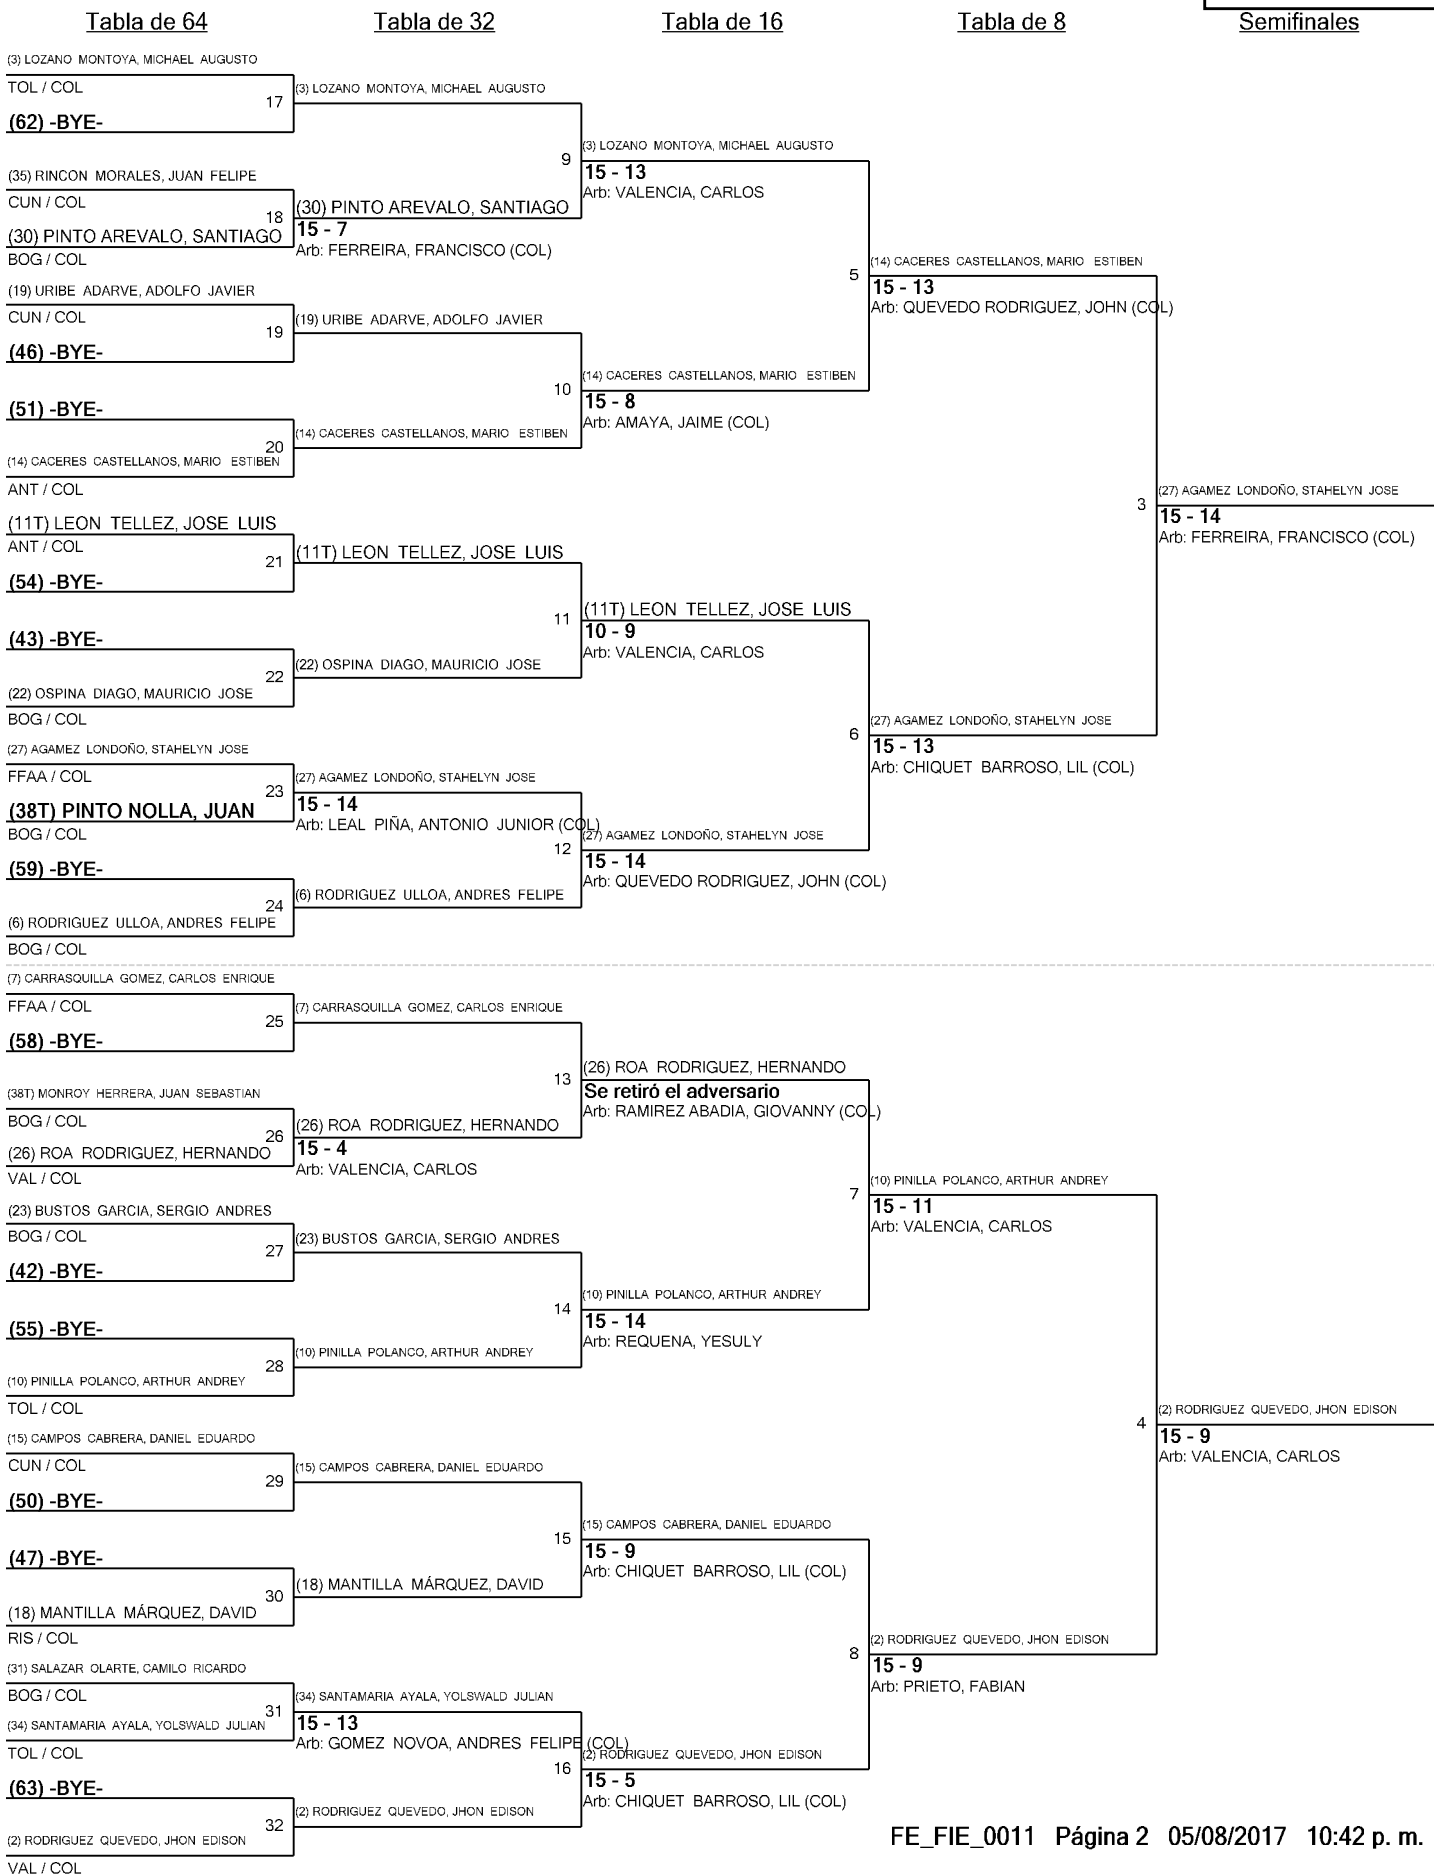 Tabla de 64
Tabla de 32
Tabla de 16
Tabla de 8
Semifinales
(3) LOZANO MONTOYA, MICHAEL AUGUSTO
TOL / COL
17
(62) -BYE-
(35) RINCON MORALES, JUAN FELIPE
CUN / COL
18
(30) PINTO AREVALO, SANTIAGO
BOG / COL
(19) URIBE ADARVE, ADOLFO JAVIER
CUN / COL
19
(46) -BYE-
(51) -BYE-
20
(14) CACERES CASTELLANOS, MARIO ESTIBEN
ANT / COL
(11T) LEON TELLEZ, JOSE LUIS
ANT / COL
21
(54) -BYE-
(43) -BYE-
22
(22) OSPINA DIAGO, MAURICIO JOSE
BOG / COL
(27) AGAMEZ LONDOÑO, STAHELYN JOSE
FFAA / COL
23
(38T) PINTO NOLLA, JUAN
BOG / COL
(59) -BYE-
24
(6) RODRIGUEZ ULLOA, ANDRES FELIPE
BOG / COL
(7) CARRASQUILLA GOMEZ, CARLOS ENRIQUE
FFAA / COL
25
(58) -BYE-
(38T) MONROY HERRERA, JUAN SEBASTIAN
BOG / COL
26
(26) ROA RODRIGUEZ, HERNANDO
VAL / COL
(23) BUSTOS GARCIA, SERGIO ANDRES
BOG / COL
27
(42) -BYE-
(55) -BYE-
28
(10) PINILLA POLANCO, ARTHUR ANDREY
TOL / COL
(15) CAMPOS CABRERA, DANIEL EDUARDO
CUN / COL
29
(50) -BYE-
(47) -BYE-
30
(18) MANTILLA MÁRQUEZ, DAVID
RIS / COL
(31) SALAZAR OLARTE, CAMILO RICARDO
BOG / COL
31
(34) SANTAMARIA AYALA, YOLSWALD JULIAN
TOL / COL
(63) -BYE-
32
(2) RODRIGUEZ QUEVEDO, JHON EDISON
VAL / COL
(3) LOZANO MONTOYA, MICHAEL AUGUSTO
9
(30) PINTO AREVALO, SANTIAGO
15 - 7
Arb: FERREIRA, FRANCISCO (COL)
(19) URIBE ADARVE, ADOLFO JAVIER
10
(14) CACERES CASTELLANOS, MARIO ESTIBEN
(11T) LEON TELLEZ, JOSE LUIS
11
(22) OSPINA DIAGO, MAURICIO JOSE
(27) AGAMEZ LONDOÑO, STAHELYN JOSE
15 - 14
Arb: LEAL PIÑA, ANTONIO JUNIOR (COL)
12
(6) RODRIGUEZ ULLOA, ANDRES FELIPE
(7) CARRASQUILLA GOMEZ, CARLOS ENRIQUE
13
(26) ROA RODRIGUEZ, HERNANDO
15 - 4
Arb: VALENCIA, CARLOS
(23) BUSTOS GARCIA, SERGIO ANDRES
14
(10) PINILLA POLANCO, ARTHUR ANDREY
(15) CAMPOS CABRERA, DANIEL EDUARDO
15
(18) MANTILLA MÁRQUEZ, DAVID
(34) SANTAMARIA AYALA, YOLSWALD JULIAN
15 - 13
Arb: GOMEZ NOVOA, ANDRES FELIPE (COL)
16
(2) RODRIGUEZ QUEVEDO, JHON EDISON
(3) LOZANO MONTOYA, MICHAEL AUGUSTO
15 - 13
Arb: VALENCIA, CARLOS
5
(14) CACERES CASTELLANOS, MARIO ESTIBEN
15 - 8
Arb: AMAYA, JAIME (COL)
(11T) LEON TELLEZ, JOSE LUIS
10 - 9
Arb: VALENCIA, CARLOS
6
(27) AGAMEZ LONDOÑO, STAHELYN JOSE
15 - 14
Arb: QUEVEDO RODRIGUEZ, JOHN (COL)
(26) ROA RODRIGUEZ, HERNANDO
Se retiró el adversario
Arb: RAMIREZ ABADIA, GIOVANNY (COL)
7
(10) PINILLA POLANCO, ARTHUR ANDREY
15 - 14
Arb: REQUENA, YESULY
(15) CAMPOS CABRERA, DANIEL EDUARDO
15 - 9
Arb: CHIQUET BARROSO, LIL (COL)
8
(2) RODRIGUEZ QUEVEDO, JHON EDISON
15 - 5
Arb: CHIQUET BARROSO, LIL (COL)
(14) CACERES CASTELLANOS, MARIO ESTIBEN
15 - 13
Arb: QUEVEDO RODRIGUEZ, JOHN (COL)
3
(27) AGAMEZ LONDOÑO, STAHELYN JOSE
15 - 13
Arb: CHIQUET BARROSO, LIL (COL)
(10) PINILLA POLANCO, ARTHUR ANDREY
15 - 11
Arb: VALENCIA, CARLOS
4
(2) RODRIGUEZ QUEVEDO, JHON EDISON
15 - 9
Arb: PRIETO, FABIAN
(27) AGAMEZ LONDOÑO, STAHELYN JOSE
15 - 14
Arb: FERREIRA, FRANCISCO (COL)
(2) RODRIGUEZ QUEVEDO, JHON EDISON
15 - 9
Arb: VALENCIA, CARLOS
FE_FIE_0011 Página 2 05/08/2017 10:42 p. m.